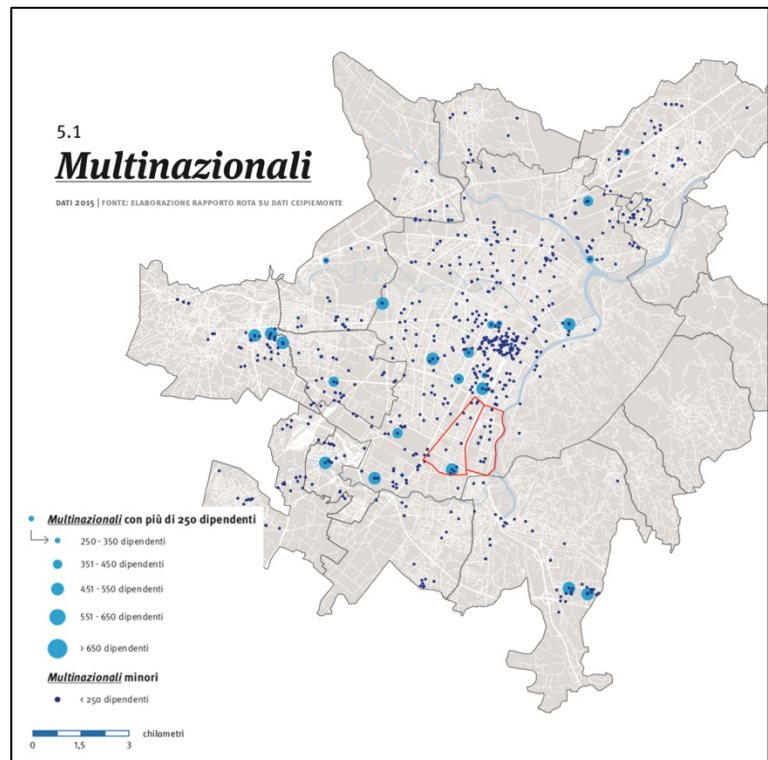 5.1
Multinazionali
DATI 2015 | FONTE: ELABORAZIONE RAPPORTO ROTA SU DATI CEIPIEMONTE
Multinazionali con più di 250 dipendenti
250 - 350 dipendenti
351 - 450 dipendenti
451 - 550 dipendenti
551 - 650 dipendenti
> 650 dipendenti
Multinazionali minori
< 250 dipendenti
chilometri
0 1,5 3